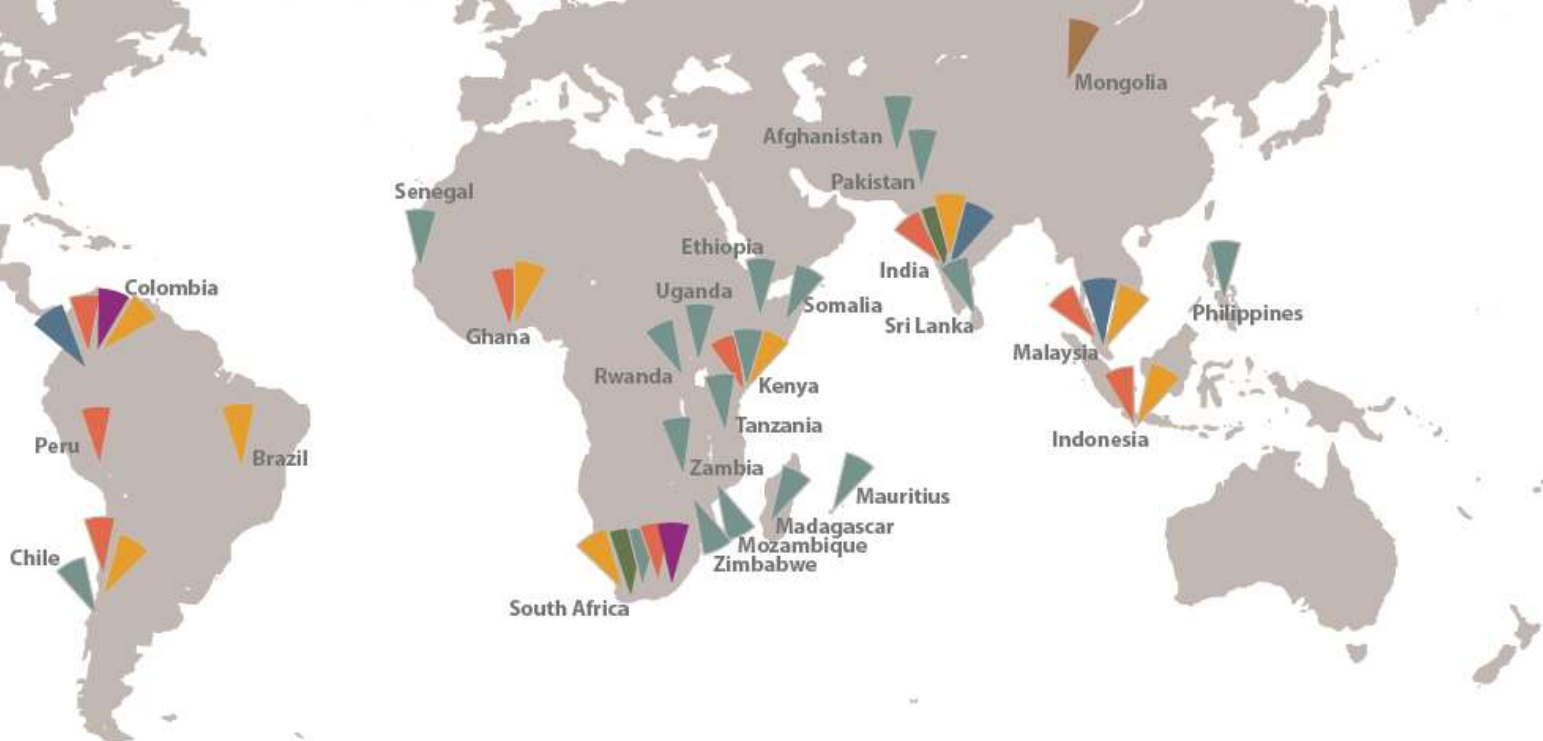 Mongolia
Afghanistan
Pakistan
Senegal
Ethiopia
India
Colombia
Uganda
Somalia
Philippines
Sri Lanka
Ghana
Malaysia
Rwanda
Kenya
Tanzania
Indonesia
Peru
Brazil
Zambia
Mauritius
Madagascar
Mozambique
Chile
Zimbabwe
South Africa